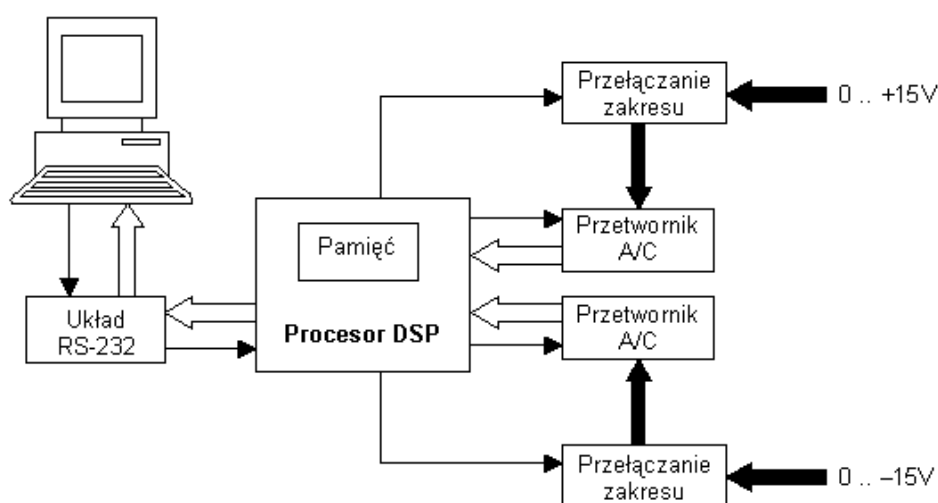 Przełączanie
zakresu
0 .. +15V
Pamięć
Przetwornik
A/C
Układ
RS-232
Procesor DSP
Przetwornik
A/C
Przełączanie
zakresu
0 .. –15V